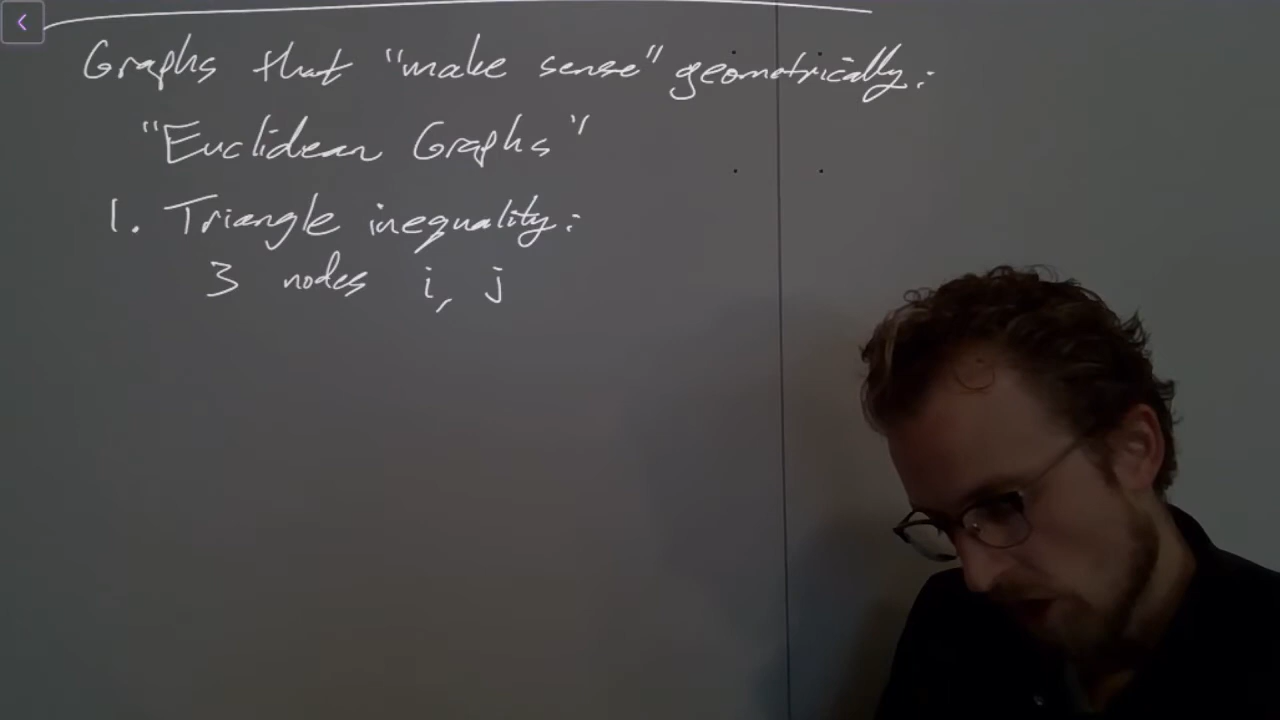 Graphs that "make sense" geometrically:
"Euclidean Graphs"
1. Triangle inequality:
3 nodes i, j